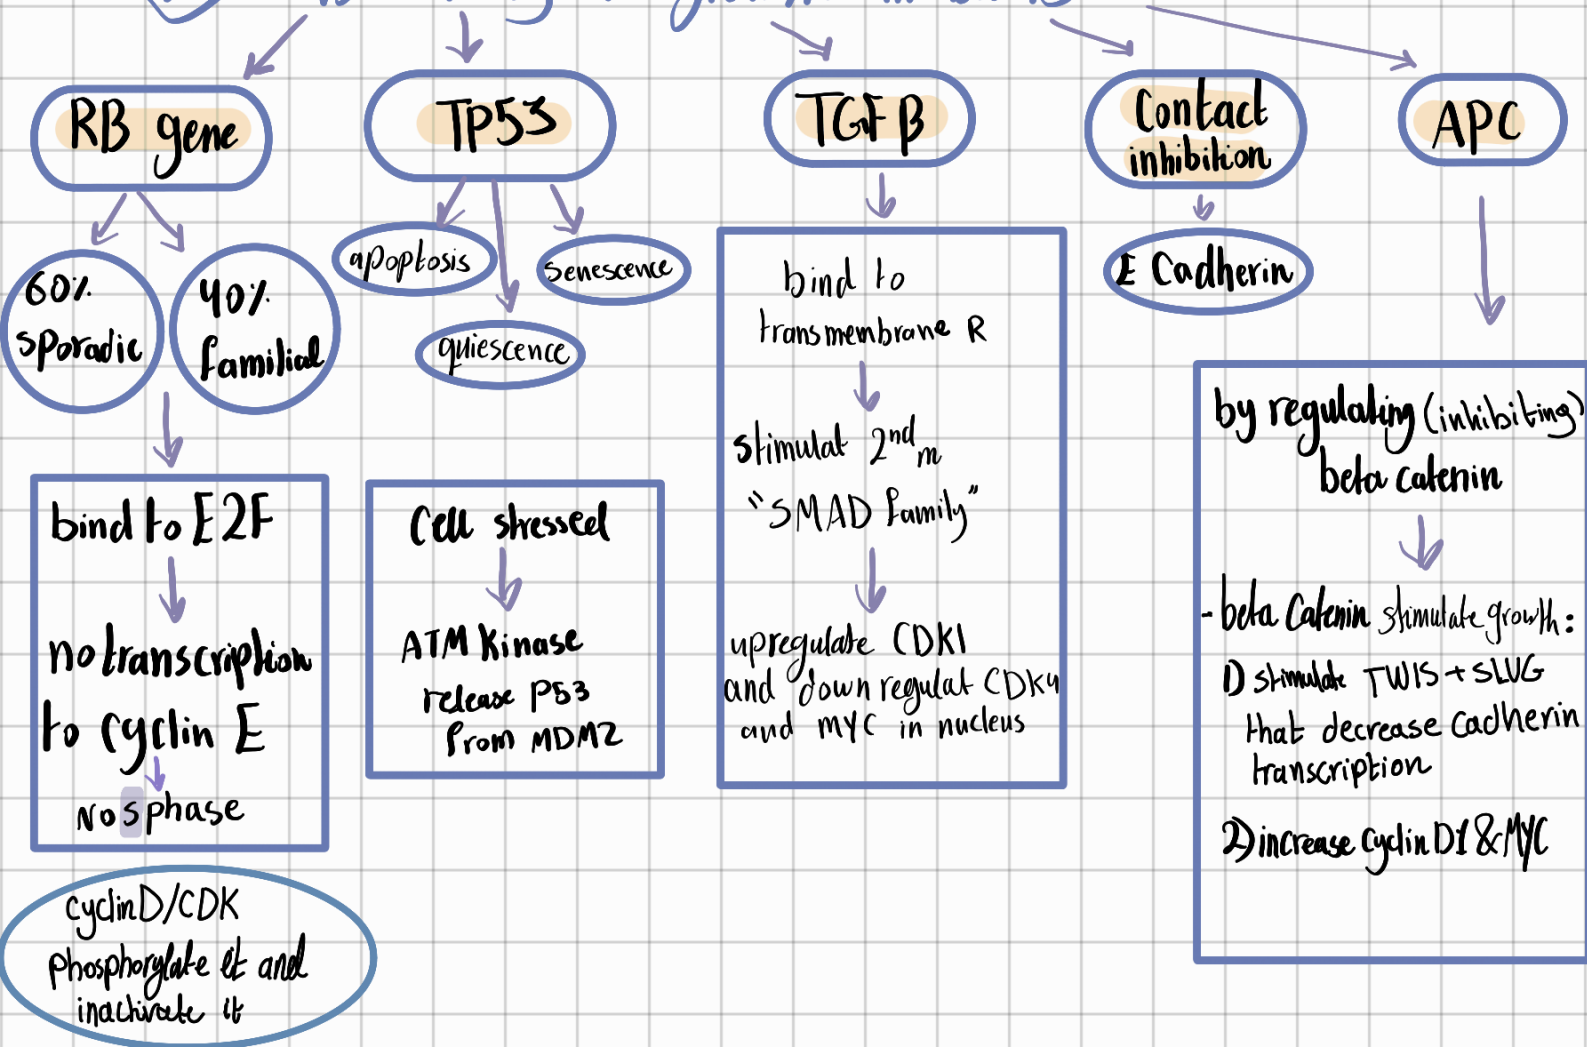 RB gene
TP53
TGF β
Contact
inhibition
APC
60%
sporadic
40%
familial
apoptosis
senescence
quiescence
E Cadherin
bind to E2F
no transcription
to cyclin E
No S phase
cyclinD/CDK
phosphorylate it and
inactivate it
Cell stressed
ATM Kinase
release P53
from MDM2
bind to
transmembrane R
stimulat 2nd m
"SMAD family"
upregulate CDKI
and down regulat CDK4
and MYC in nucleus
by regulating (inhibiting)
beta catenin
- beta Catenin stimulate growth:
1) stimulate TWIS + SLUG
that decrease Cadherin
transcription
2) increase cyclin D1 & MYC